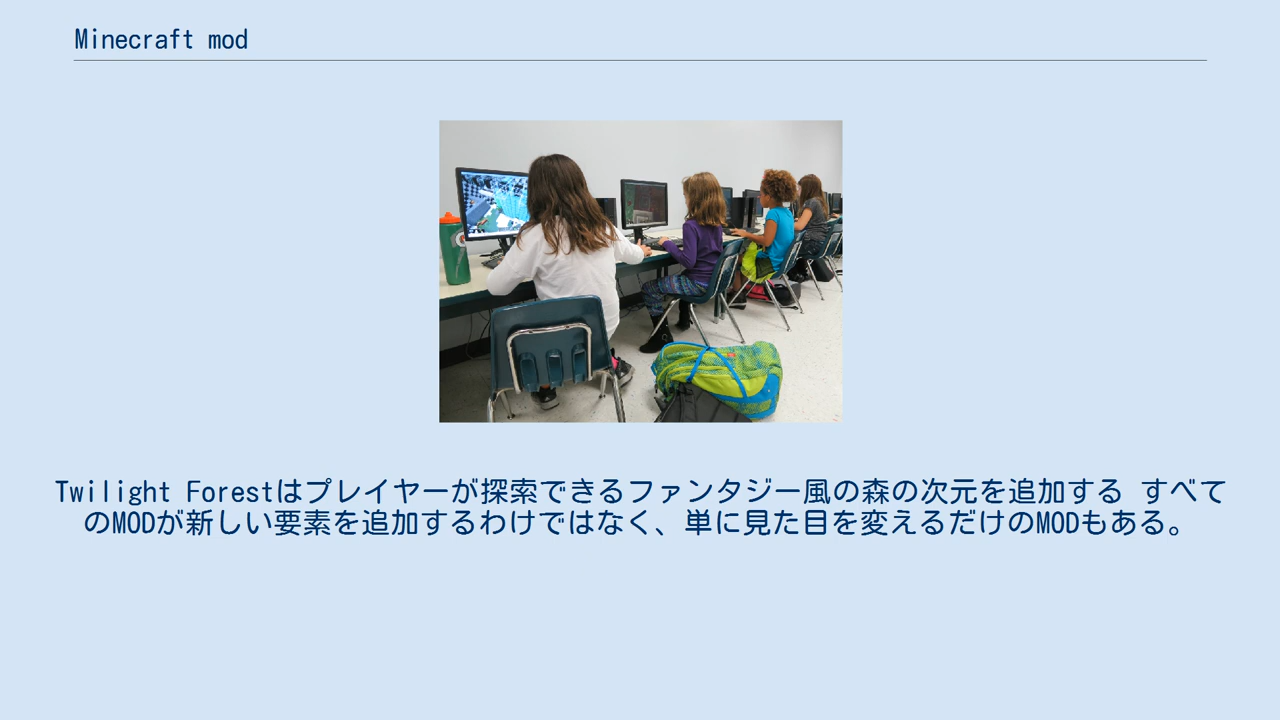 Minecraft mod
Twilight Forestはプレイヤーが探索できるファンタジー風の森の次元を追加する すべて
のMODが新しい要素を追加するわけではなく、単に見た目を変えるだけのMODもある。